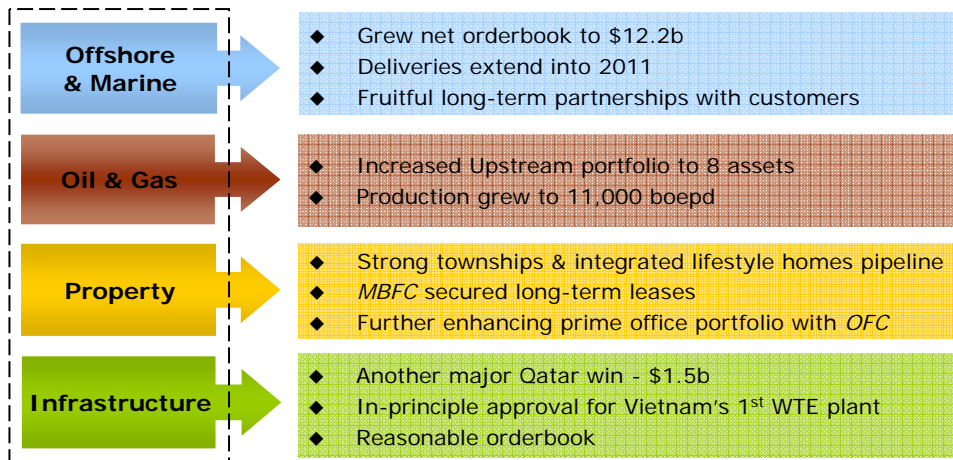 Offshore
& Marine
◆ Grew net orderbook to $12.2b
◆ Deliveries extend into 2011
◆ Fruitful long-term partnerships with customers
Oil & Gas
◆ Increased Upstream portfolio to 8 assets
◆ Production grew to 11,000 boepd
Property
◆ Strong townships & integrated lifestyle homes pipeline
◆ MBFC secured long-term leases
◆ Further enhancing prime office portfolio with OFC
Infrastructure
◆ Another major Qatar win - $1.5b
◆ In-principle approval for Vietnam's 1st WTE plant
◆ Reasonable orderbook